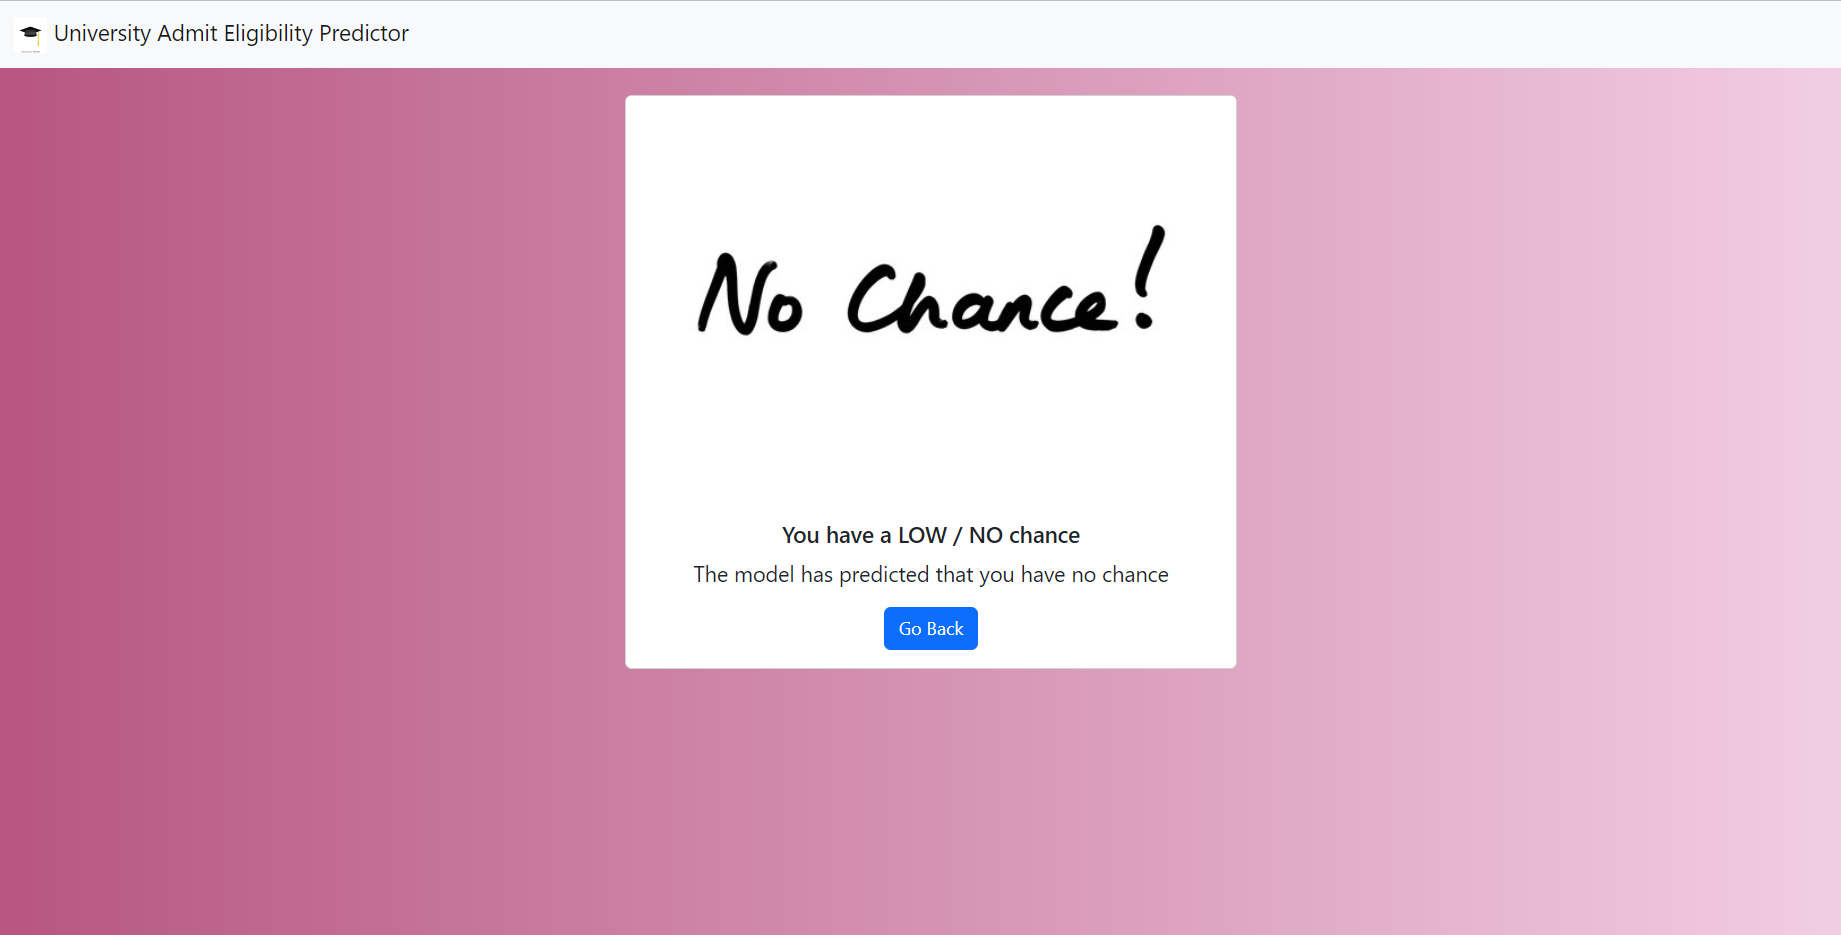 University Admit Eligibility Predictor
No Chance!
You have a LOW / NO chance
The model has predicted that you have no chance
Go Back